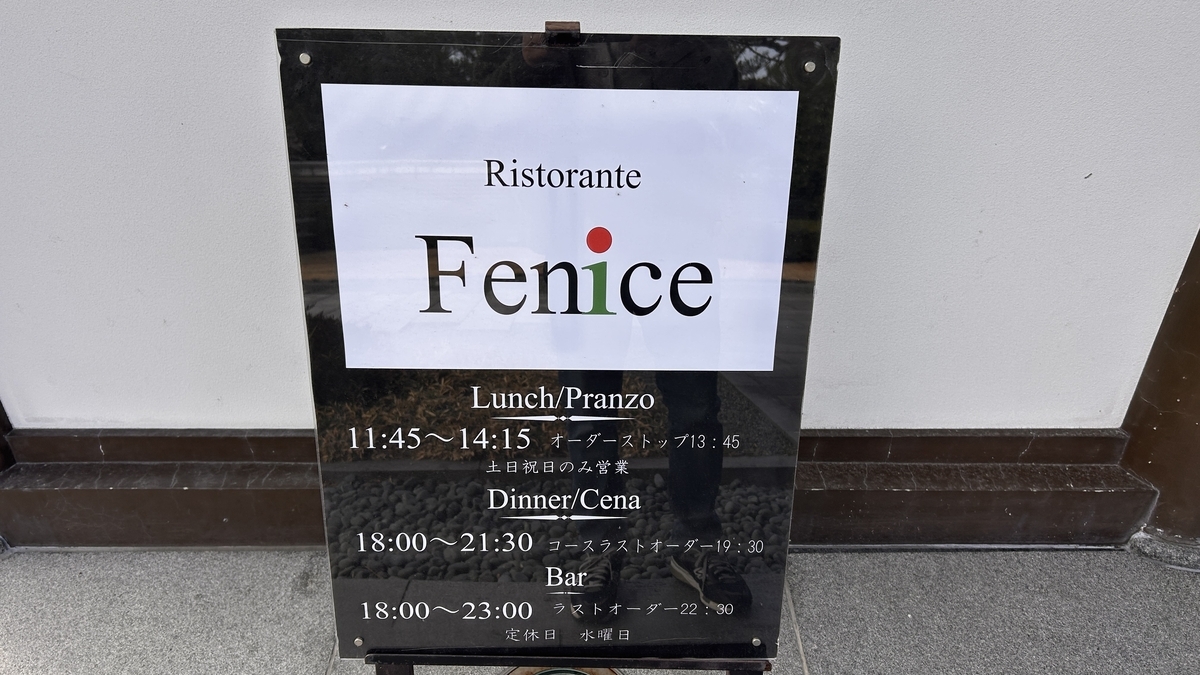 Ristorante
Fenice
Lunch/Pranzo
11:45～14:15 オーダーストップ13：45
土日祝日のみ営業
Dinner/Cena
18:00～21:30 コースラストオーダー19：30
Bar
18:00～23:00 ラストオーダー22：30
定休日　水曜日